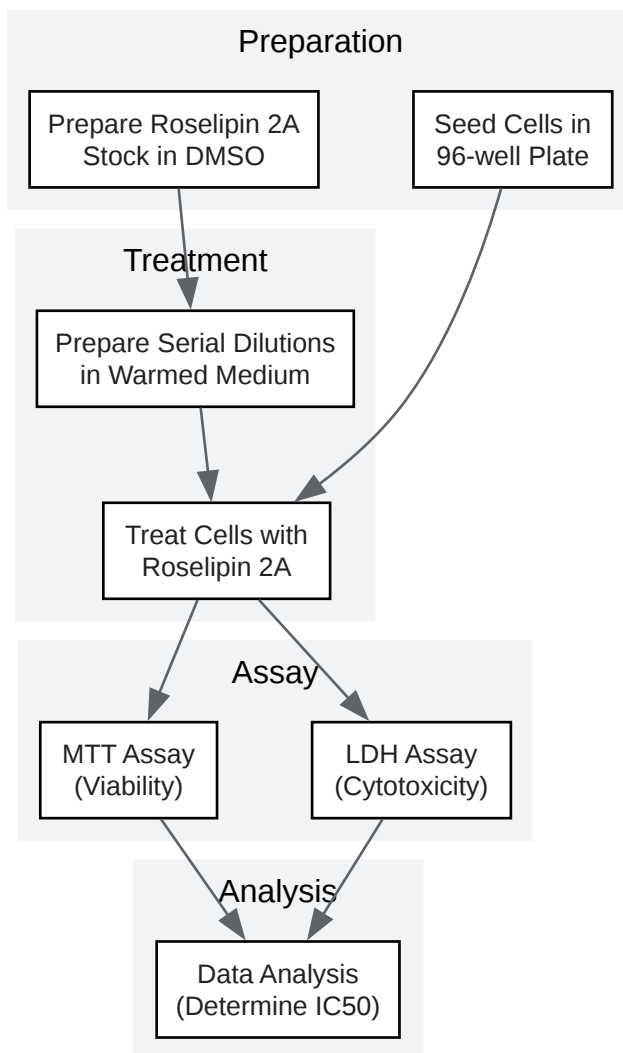 Preparation
Prepare Roselipin 2A
Stock in DMSO
Seed Cells in
96-well Plate
Treatment
Prepare Serial Dilutions
in Warmed Medium
Treat Cells with
Roselipin 2A
Assay
MTT Assay
(Viability)
LDH Assay
(Cytotoxicity)
Analysis
Data Analysis
(Determine IC50)